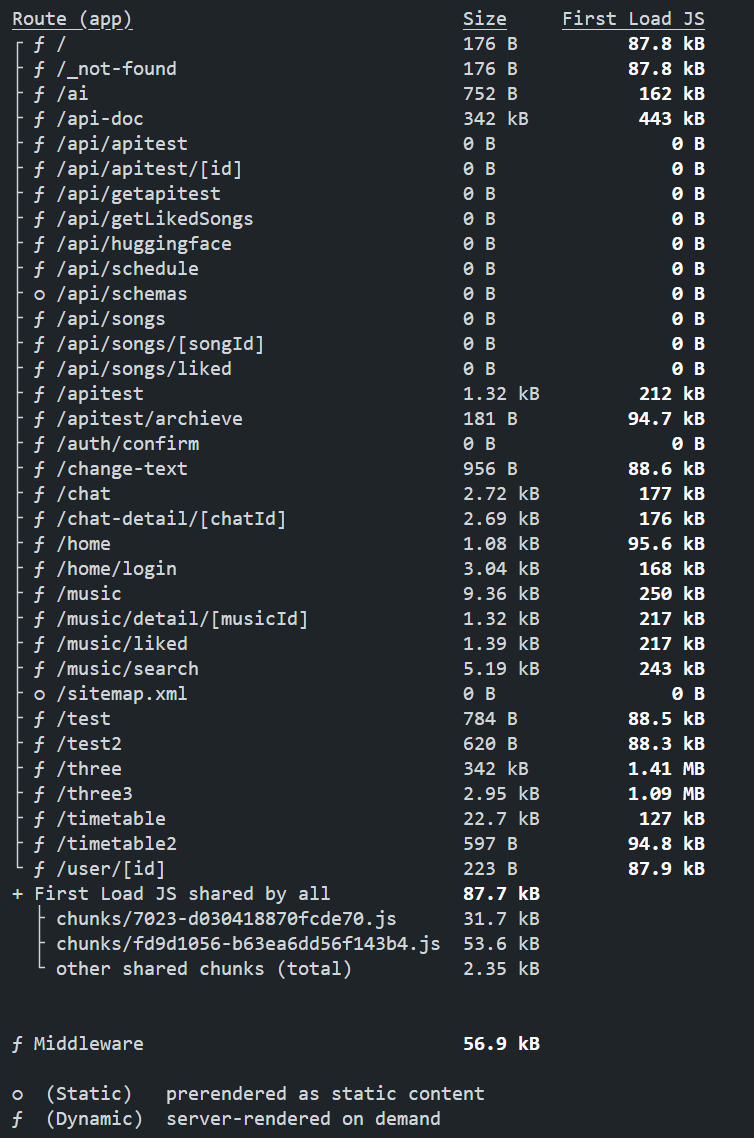 Route (app)                              Size     First Load JS
┌ ƒ /                                    176 B          87.8 kB
├ ƒ /_not-found                          176 B          87.8 kB
├ ƒ /ai                                  752 B           162 kB
├ ƒ /api-doc                             342 kB          443 kB
├ ƒ /api/apitest                         0 B                0 B
├ ƒ /api/apitest/[id]                    0 B                0 B
├ ƒ /api/getapitest                      0 B                0 B
├ ƒ /api/getLikedSongs                   0 B                0 B
├ ƒ /api/huggingface                     0 B                0 B
├ ƒ /api/schedule                        0 B                0 B
├ ○ /api/schemas                         0 B                0 B
├ ƒ /api/songs                           0 B                0 B
├ ƒ /api/songs/[songId]                  0 B                0 B
├ ƒ /api/songs/liked                     0 B                0 B
├ ƒ /apitest                             1.32 kB         212 kB
├ ƒ /apitest/archieve                    181 B          94.7 kB
├ ƒ /auth/confirm                        0 B                0 B
├ ƒ /change-text                         956 B          88.6 kB
├ ƒ /chat                                2.72 kB         177 kB
├ ƒ /chat-detail/[chatId]                2.69 kB         176 kB
├ ƒ /home                                1.08 kB        95.6 kB
├ ƒ /home/login                          3.04 kB         168 kB
├ ƒ /music                               9.36 kB         250 kB
├ ƒ /music/detail/[musicId]              1.32 kB         217 kB
├ ƒ /music/liked                         1.39 kB         217 kB
├ ƒ /music/search                        5.19 kB         243 kB
├ ○ /sitemap.xml                         0 B                0 B
├ ƒ /test                                784 B          88.5 kB
├ ƒ /test2                               620 B          88.3 kB
├ ƒ /three                               342 kB         1.41 MB
├ ƒ /three3                              2.95 kB        1.09 MB
├ ƒ /timetable                           22.7 kB         127 kB
├ ƒ /timetable2                          597 B          94.8 kB
└ ƒ /user/[id]                           223 B          87.9 kB
+ First Load JS shared by all            87.7 kB
  ├ chunks/7023-d030418870fcde70.js      31.7 kB
  ├ chunks/fd9d1056-b63ea6dd56f143b4.js  53.6 kB
  └ other shared chunks (total)          2.35 kB
ƒ Middleware                             56.9 kB
○  (Static)   prerendered as static content
ƒ  (Dynamic)  server-rendered on demand